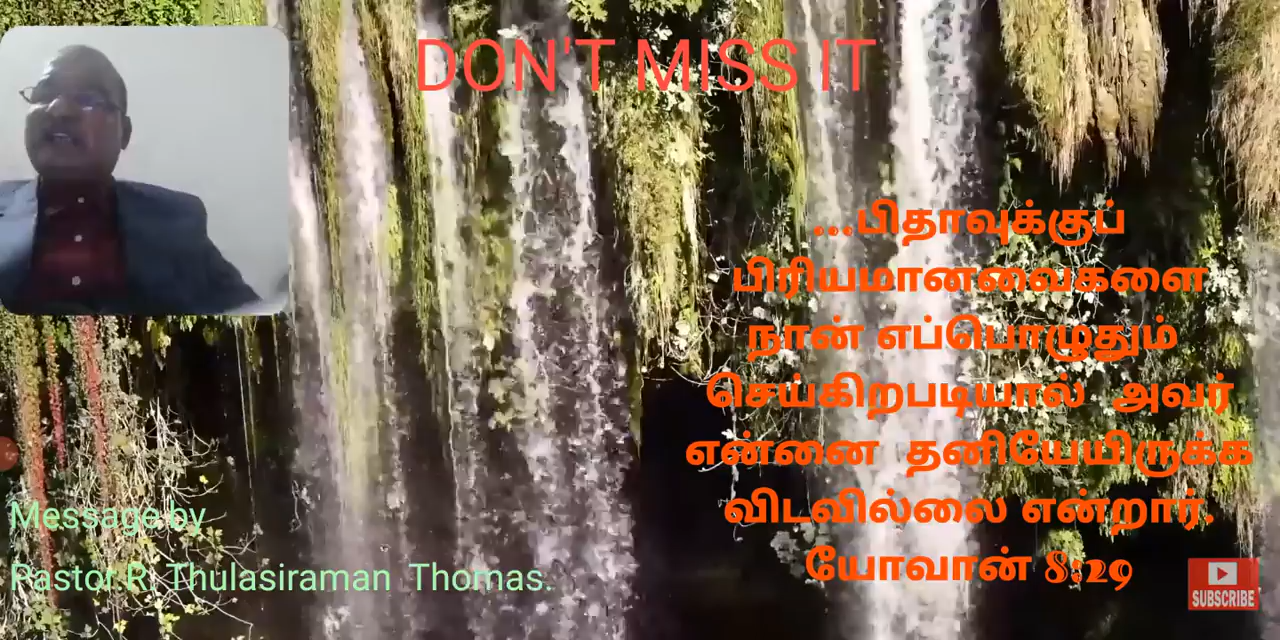 DON'T MISS IT
...பிதாவுக்குப்
பிரியமானவைகளை
நான் எப்பொழுதும்
செய்கிறபடியால் அவர்
என்னை தனியேயிருக்க
விடவில்லை என்றார்.
யோவான் 8:29
Message by
Pastor.R. Thulasiraman Thomas.
SUBSCRIBE